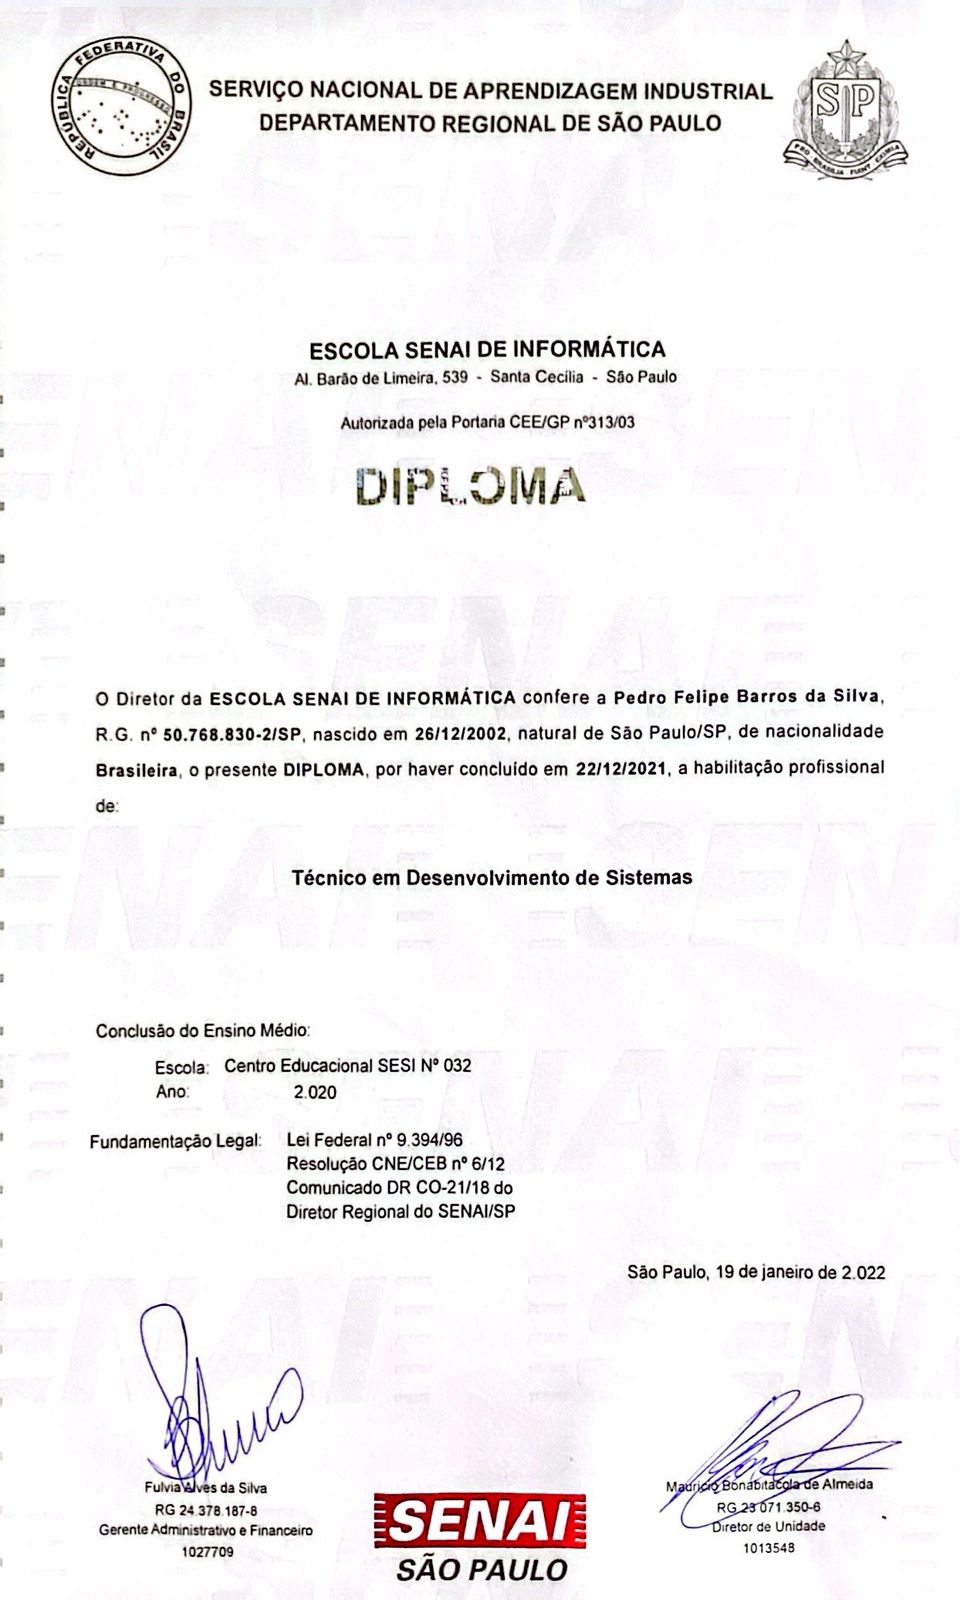 REPÚBLICA FEDERATIVA DO BRASIL
ORDEM E PROGRESSO
SERVIÇO NACIONAL DE APRENDIZAGEM INDUSTRIAL
DEPARTAMENTO REGIONAL DE SÃO PAULO
SP
PRO BRASILIA FIANT EXIMIA
ESCOLA SENAI DE INFORMÁTICA
Al. Barão de Limeira, 539 - Santa Cecília - São Paulo
Autorizada pela Portaria CEE/GP nº313/03
DIPLOMA
O Diretor da ESCOLA SENAI DE INFORMÁTICA confere a Pedro Felipe Barros da Silva,
R.G. nº 50.768.830-2/SP, nascido em 26/12/2002, natural de São Paulo/SP, de nacionalidade
Brasileira, o presente DIPLOMA, por haver concluído em 22/12/2021, a habilitação profissional
de:
Técnico em Desenvolvimento de Sistemas
Conclusão do Ensino Médio:
Escola: Centro Educacional SESI Nº 032
Ano: 2.020
Fundamentação Legal: Lei Federal nº 9.394/96
Resolução CNE/CEB nº 6/12
Comunicado DR CO-21/18 do
Diretor Regional do SENAI/SP
São Paulo, 19 de janeiro de 2.022
Fulvia Alves da Silva
RG 24.378.187-8
Gerente Administrativo e Financeiro
1027709
Mauricio Bonabitacola de Almeida
RG 23.071.350-6
Diretor de Unidade
1013548
SENAI
SÃO PAULO